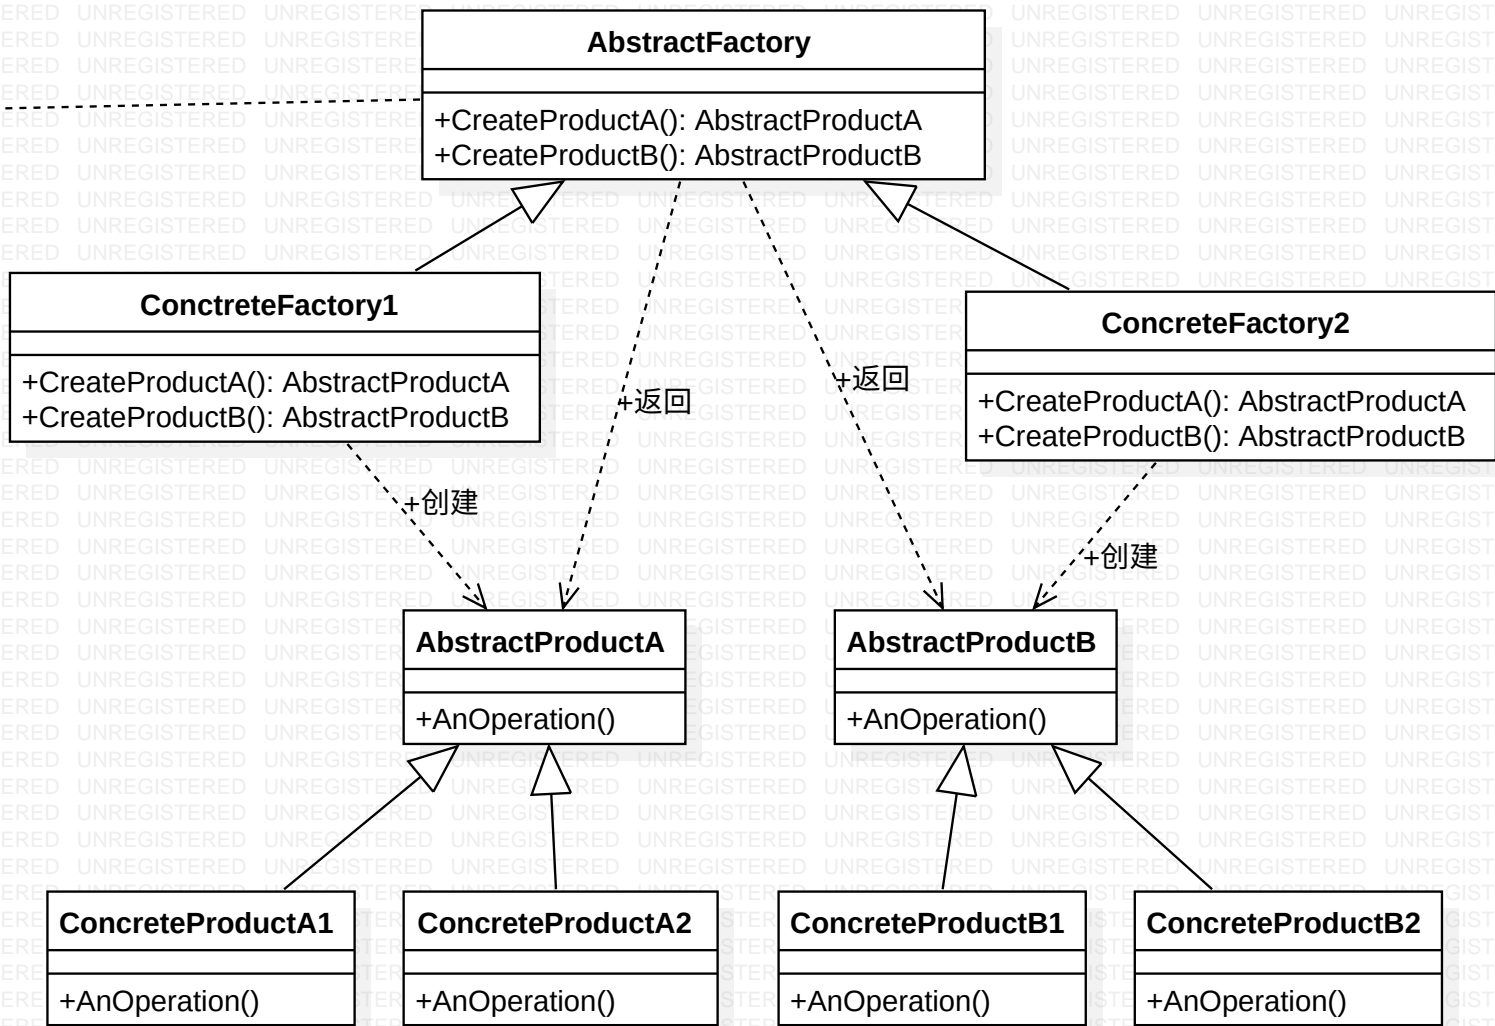 AbstractFactory
+CreateProductA(): AbstractProductA
+CreateProductB(): AbstractProductB
ConctreteFactory1
+CreateProductA(): AbstractProductA
+CreateProductB(): AbstractProductB
ConcreteFactory2
+CreateProductA(): AbstractProductA
+CreateProductB(): AbstractProductB
+返回
+返回
+创建
+创建
AbstractProductA
+AnOperation()
AbstractProductB
+AnOperation()
ConcreteProductA1
+AnOperation()
ConcreteProductA2
+AnOperation()
ConcreteProductB1
+AnOperation()
ConcreteProductB2
+AnOperation()
UNREGISTERED